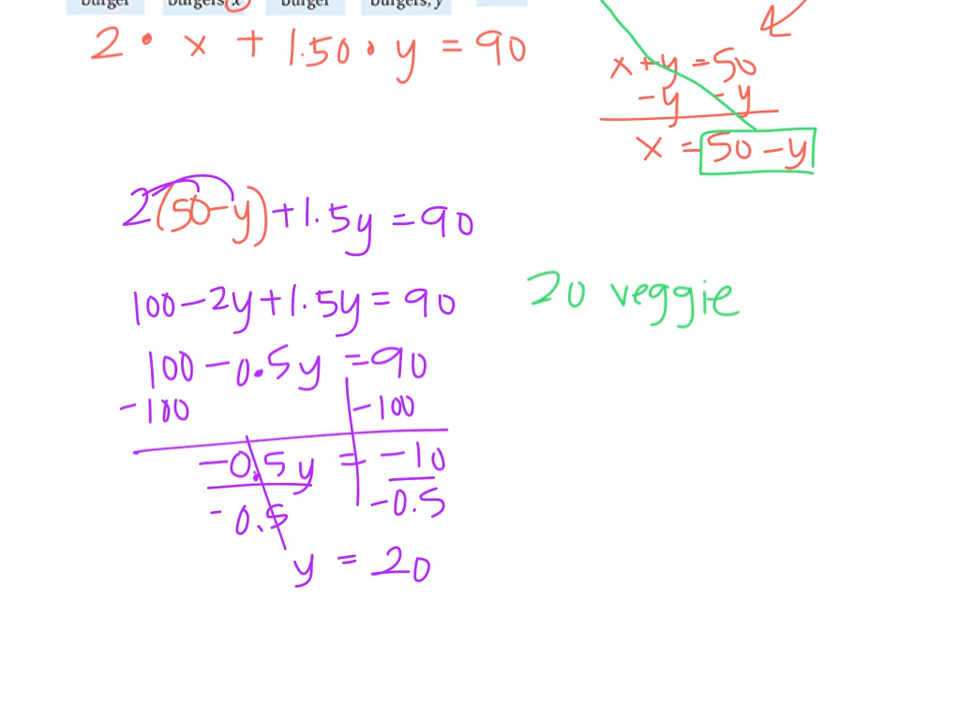 burger burgers, x burger burgers, y
2 • x + 1.50 • y = 90
x + y = 50
-y -y
x = 50 - y
2(50-y)+1.5y = 90
100-2y+1.5y = 90
20 veggie
100-0.5y = 90
-100 -100
-0.5y = -10
-0.5 -0.5
y = 20